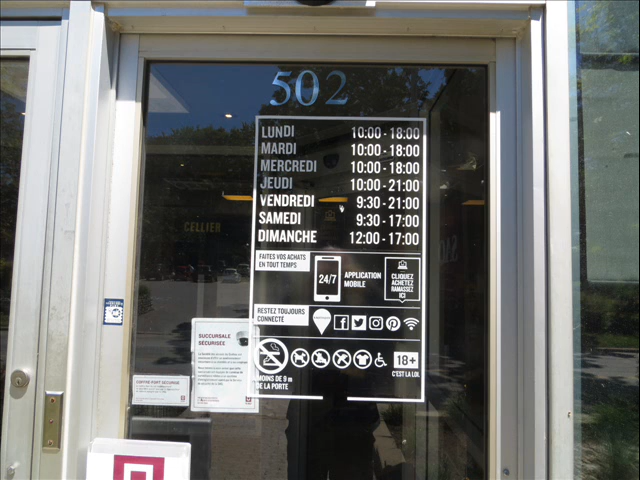 502
LUNDI 10:00 - 18:00
MARDI 10:00 - 18:00
MERCREDI 10:00 - 18:00
JEUDI 10:00 - 21:00
VENDREDI 9:30 - 21:00
SAMEDI 9:30 - 17:00
DIMANCHE 12:00 - 17:00
CELLIER
FAITES VOS ACHATS
EN TOUT TEMPS
24/7
APPLICATION
MOBILE
CLIQUEZ
ACHETEZ
RAMASSEZ
ICI
RESTEZ TOUJOURS
CONNECTÉ
SUCCURSALE
SÉCURISÉE
À MOINS DE 9 m
DE LA PORTE
18+
C'EST LA LOI.